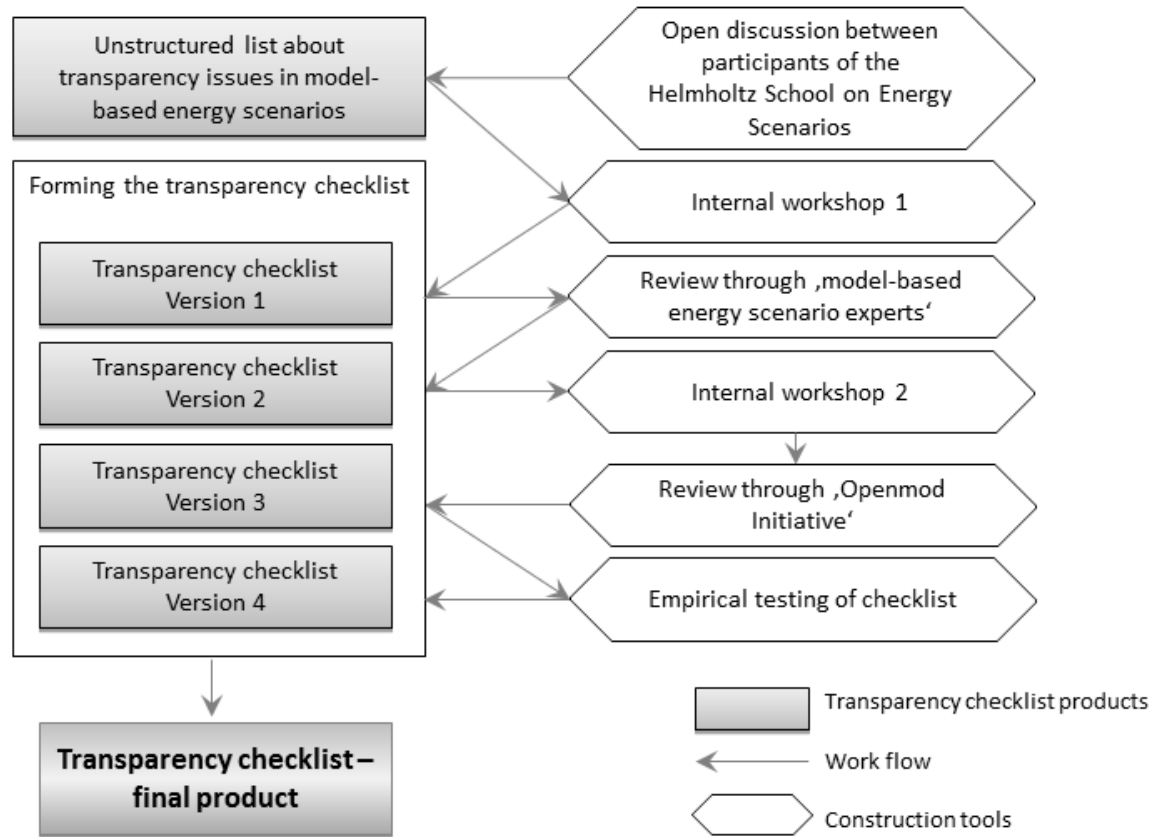 Unstructured list about
transparency issues in model-
based energy scenarios
Open discussion between
participants of the
Helmholtz School on Energy
Scenarios
Forming the transparency checklist
Internal workshop 1
Transparency checklist
Version 1
Review through ‚model-based
energy scenario experts‘
Transparency checklist
Version 2
Internal workshop 2
Transparency checklist
Version 3
Review through ‚Openmod
Initiative‘
Transparency checklist
Version 4
Empirical testing of checklist
Transparency checklist –
final product
Transparency checklist products
Work flow
Construction tools